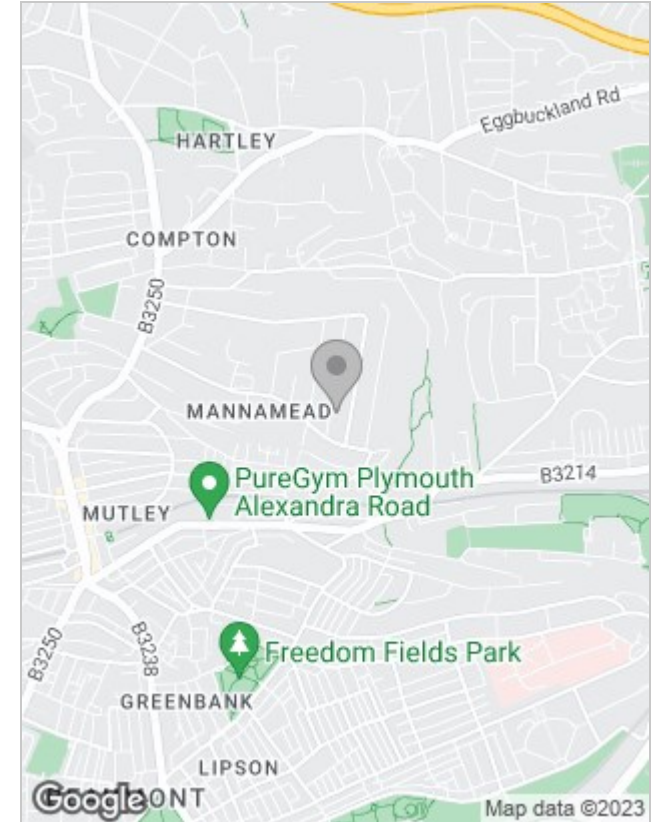 Eggbuckland Rd
HARTLEY
COMPTON
B3250
MANNAMEAD
PureGym Plymouth
Alexandra Road
B3214
MUTLEY
B3250
B3238
Freedom Fields Park
GREENBANK
LIPSON
Google
Map data ©2023